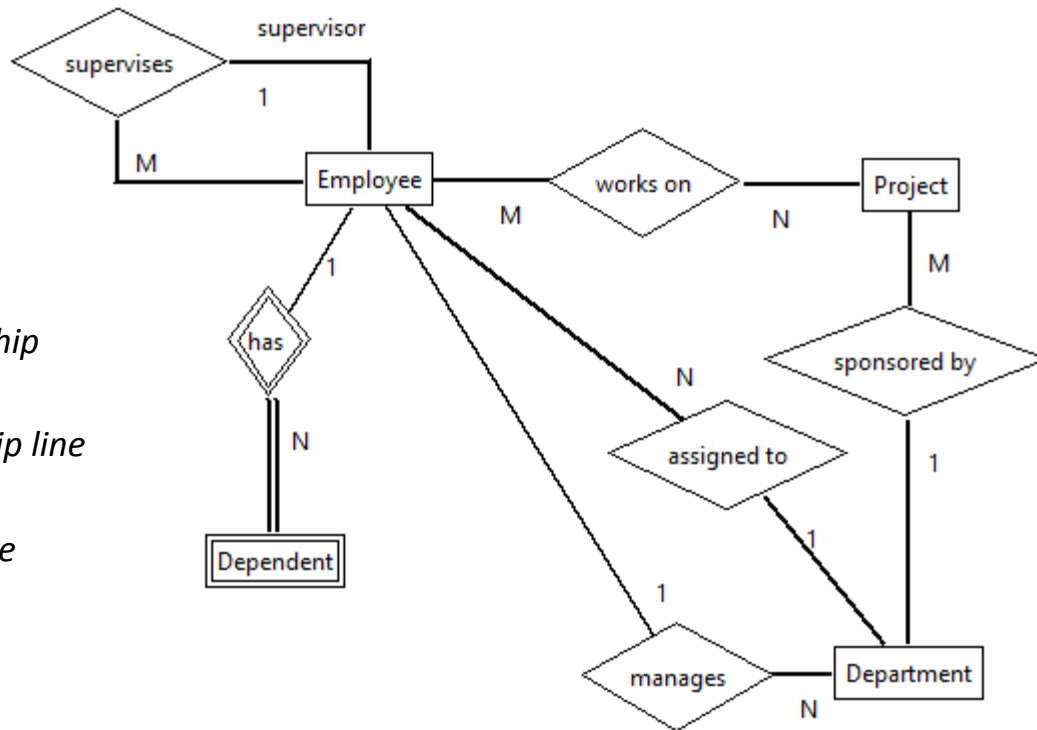 supervisor
supervises
1
M
Employee
works on
Project
M
N
M
1
has
hip
sponsored by
N
N
ip line
assigned to
1
1
e
Dependent
1
manages
Department
N